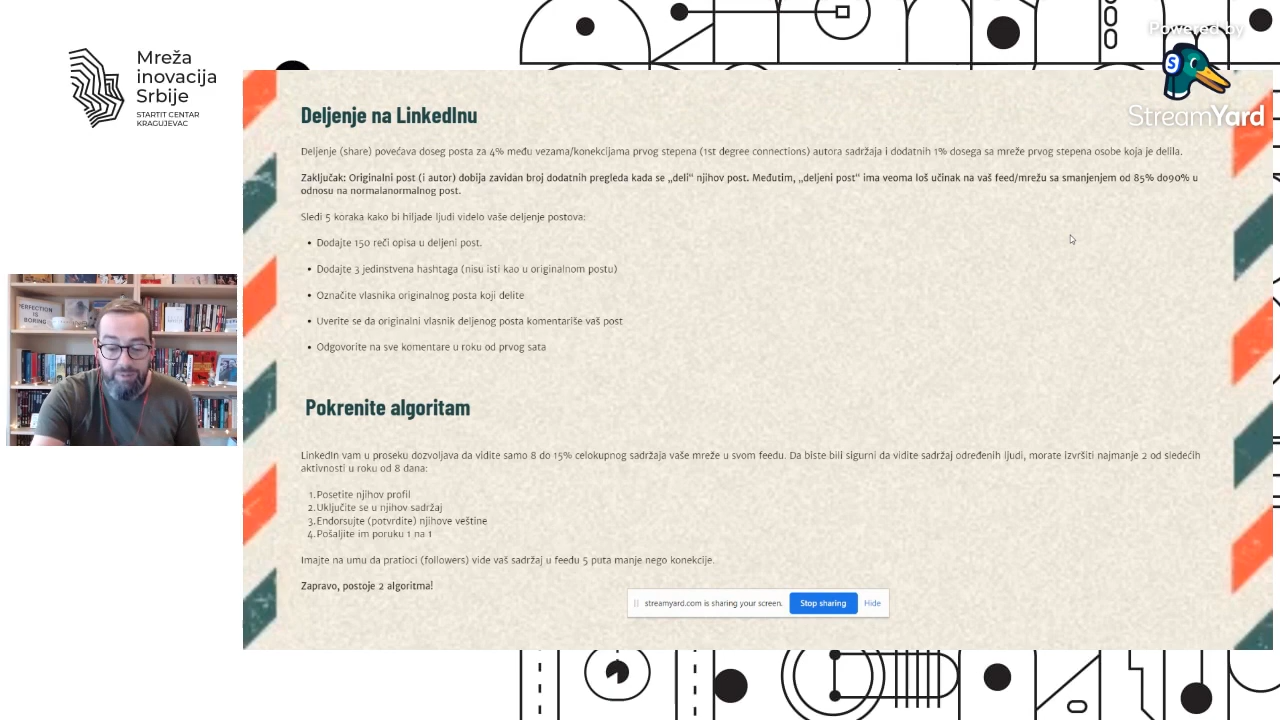 Mreža
inovacija
Srbije
STARTIT CENTAR
KRAGUJEVAC
Powered by
S
StreamYard
Deljenje na LinkedInu
Deljenje (share) povećava doseg posta za 4% među vezama/konekcijama prvog stepena (1st degree connections) autora sadržaja i dodatnih 1% dosega sa mreže prvog stepena osobe koja je delila.
Zaključak: Originalni post (i autor) dobija zavidan broj dodatnih pregleda kada se „deli“ njihov post. Međutim, „deljeni post“ ima veoma loš učinak na vaš feed/mrežu sa smanjenjem od 85% do90% u
odnosu na normalanormalnog post.
Sledi 5 koraka kako bi hiljade ljudi videlo vaše deljenje postova:
• Dodajte 150 reči opisa u deljeni post.
• Dodajte 3 jedinstvena hashtaga (nisu isti kao u originalnom postu)
• Označite vlasnika originalnog posta koji delite
• Uverite se da originalni vlasnik deljenog posta komentariše vaš post
• Odgovorite na sve komentare u roku od prvog sata
PERFECTION
IS
BORING
Pokrenite algoritam
LinkedIn vam u proseku dozvoljava da vidite samo 8 do 15% celokupnog sadržaja vaše mreže u svom feedu. Da biste bili sigurni da vidite sadržaj određenih ljudi, morate izvršiti najmanje 2 od sledećih
aktivnosti u roku od 8 dana:
1.Posetite njihov profil
2.Uključite se u njihov sadržaj
3.Endorsujte (potvrdite) njihove veštine
4.Pošaljite im poruku 1 na 1
Imajte na umu da pratioci (followers) vide vaš sadržaj u feedu 5 puta manje nego konekcije.
Zapravo, postoje 2 algoritma!
streamyard.com is sharing your screen.
Stop sharing
Hide